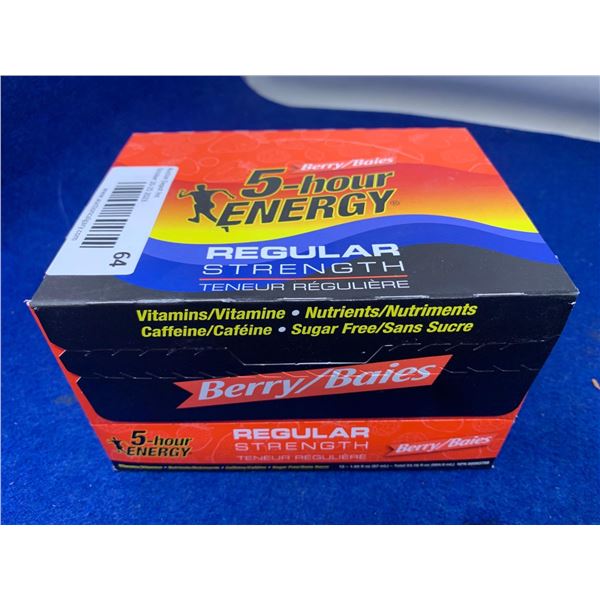 Berry/Baies
5-hour
ENERGY®
REGULAR
STRENGTH
TENEUR RÉGULIÈRE
64
Vitamins/Vitamine • Nutrients/Nutriments
Caffeine/Caféine • Sugar Free/Sans Sucre
Berry/Baies
5-hour
ENERGY
REGULAR
STRENGTH
TENEUR RÉGULIÈRE
Berry/Baies